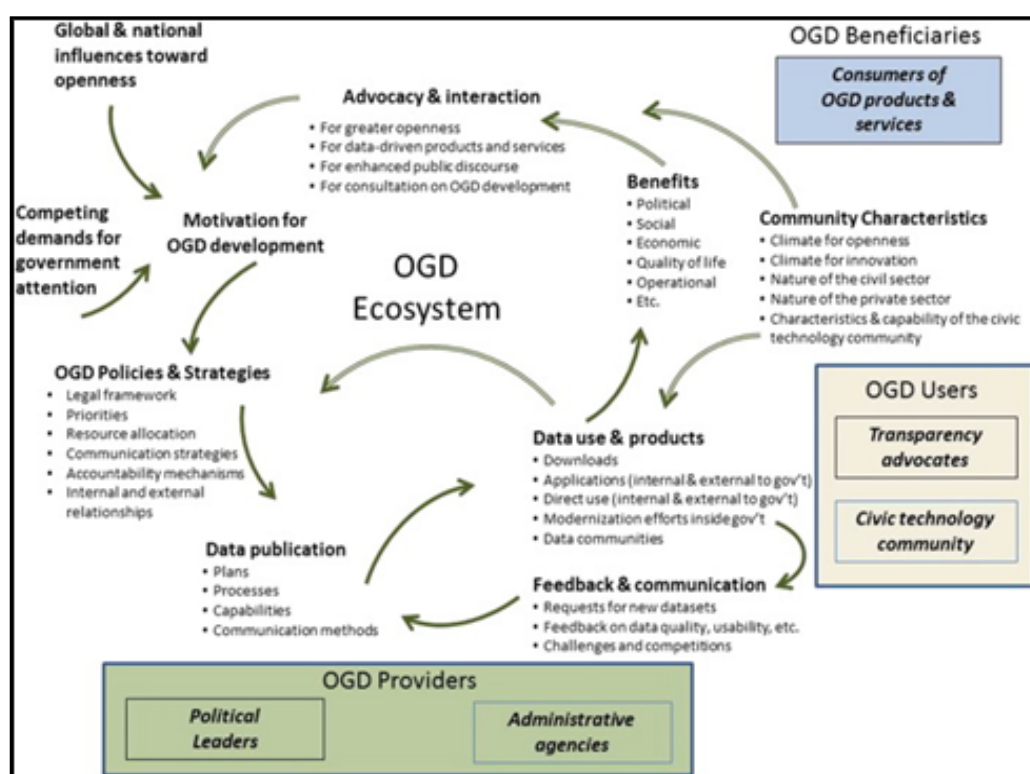 Global & national
influences toward
openness
OGD Beneficiaries
Consumers of
OGD products &
services
Advocacy & interaction
• For greater openness
• For data-driven products and services
• For enhanced public discourse
• For consultation on OGD development
Benefits
• Political
• Social
• Economic
• Quality of life
• Operational
• Etc.
Community Characteristics
• Climate for openness
• Climate for innovation
• Nature of the civil sector
• Nature of the private sector
• Characteristics & capability of the civic
technology community
Competing
demands for
government
attention
Motivation for
OGD development
OGD
Ecosystem
OGD Policies & Strategies
• Legal framework
• Priorities
• Resource allocation
• Communication strategies
• Accountability mechanisms
• Internal and external
relationships
OGD Users
Transparency
advocates
Civic technology
community
Data use & products
• Downloads
• Applications (internal & external to gov't)
• Direct use (internal & external to gov't)
• Modernization efforts inside gov't
• Data communities
Data publication
• Plans
• Processes
• Capabilities
• Communication methods
Feedback & communication
• Requests for new datasets
• Feedback on data quality, usability, etc.
• Challenges and competitions
OGD Providers
Political
Leaders
Administrative
agencies